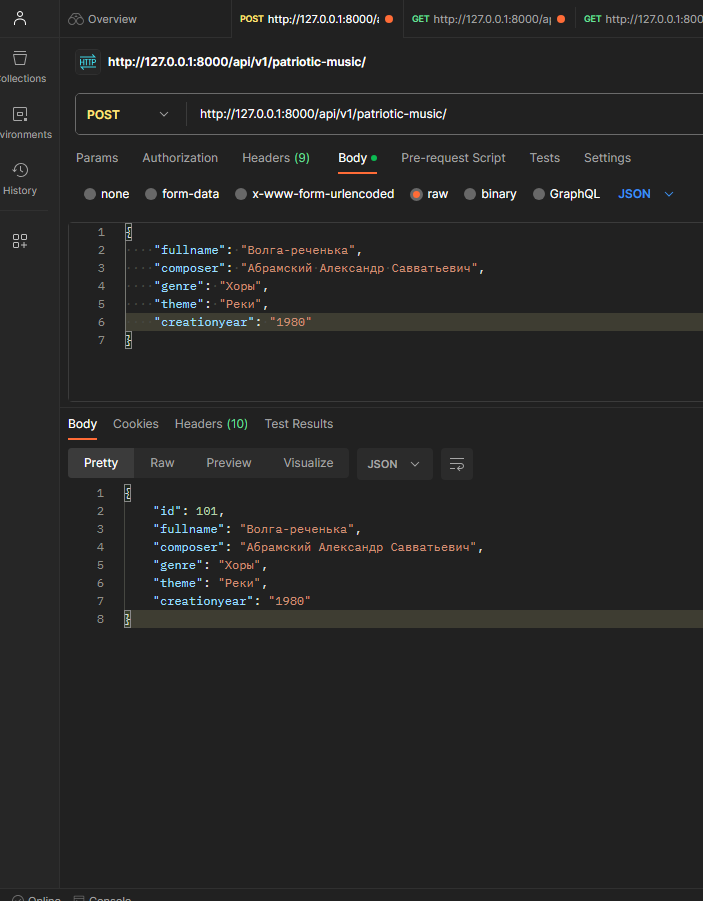 Overview
POST http://127.0.0.1:8000/
GET http://127.0.0.1:8000/a
GET http://127.0.0.1:800
HTTP http://127.0.0.1:8000/api/v1/patriotic-music/
ollections
vironments
History
POST http://127.0.0.1:8000/api/v1/patriotic-music/
Params Authorization Headers (9) Body Pre-request Script Tests Settings
none form-data x-www-form-urlencoded raw binary GraphQL JSON
1 {
2 "fullname": "Волга-реченька",
3 "composer": "Абрамский Александр Савватьевич",
4 "genre": "Хоры",
5 "theme": "Реки",
6 "creationyear": "1980"
7 }
Body Cookies Headers (10) Test Results
Pretty Raw Preview Visualize JSON
1 {
2 "id": 101,
3 "fullname": "Волга-реченька",
4 "composer": "Абрамский Александр Савватьевич",
5 "genre": "Хоры",
6 "theme": "Реки",
7 "creationyear": "1980"
8 }
Online Console